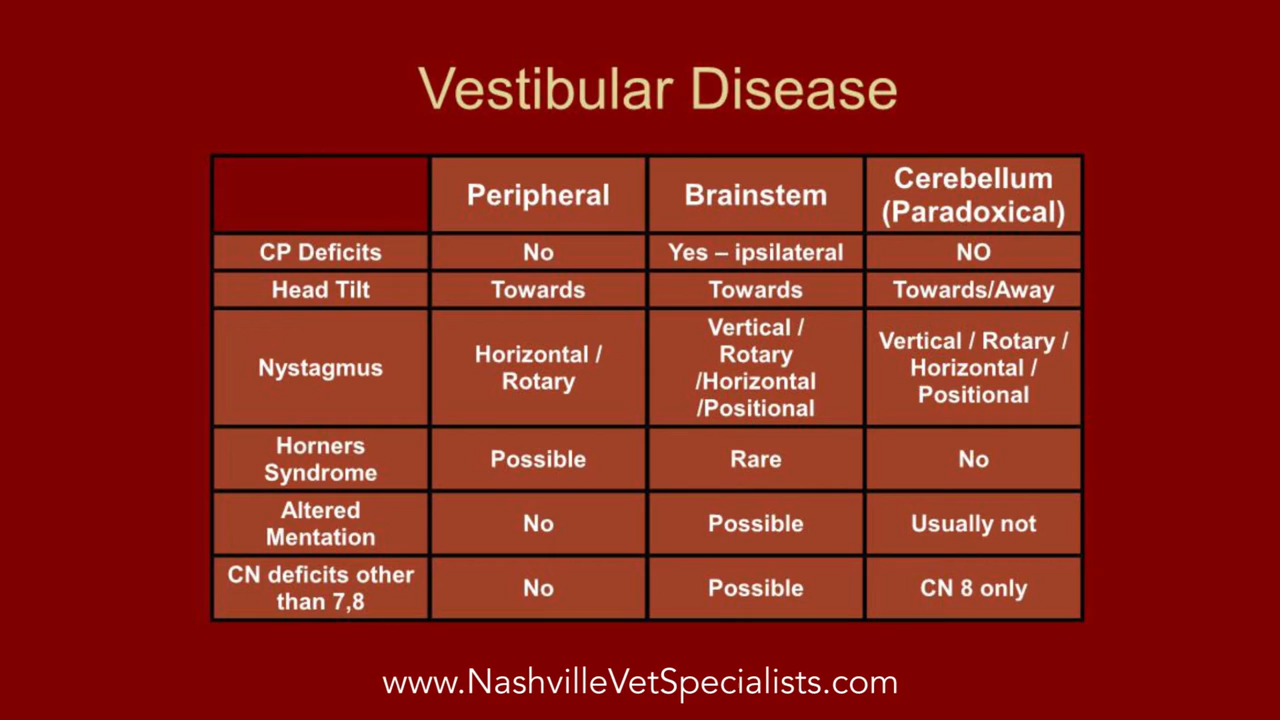 Vestibular Disease
Peripheral
Brainstem
Cerebellum
(Paradoxical)
CP Deficits
No
Yes – ipsilateral
NO
Head Tilt
Towards
Towards
Towards/Away
Nystagmus
Horizontal /
Rotary
Vertical /
Rotary
/Horizontal
/Positional
Vertical / Rotary /
Horizontal /
Positional
Horners
Syndrome
Possible
Rare
No
Altered
Mentation
No
Possible
Usually not
CN deficits other
than 7,8
No
Possible
CN 8 only
www.NashvilleVetSpecialists.com